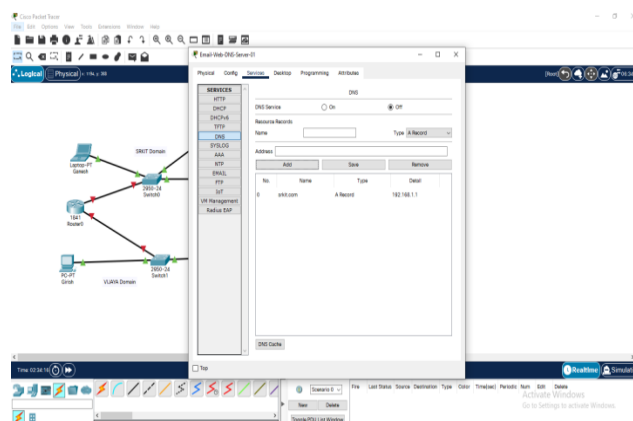 Cisco Packet Tracer
File Edit Options View Tools Extensions Window Help
Logical Physical
[Root]
SRKIT Domain
Laptop-PT
Ganesh
2950-24
Switch0
1841
Router5
PC-PT
Girish
2950-24
Switch1
VIJAYA Domain
Email-Web-DNS-Server-01
Physical Config Services Desktop Programming Attributes
SERVICES
HTTP
DHCP
DHCPv6
TFTP
DNS
SYSLOG
AAA
NTP
EMAIL
FTP
IoT
VM Management
Radius EAP
DNS
DNS Service On Off
Resource Records
Name Type A Record
Address
Add Save Remove
No. Name Type Detail
0 srkit.com A Record 192.168.1.1
DNS Cache
Top
Realtime Simulati
Scenario 0
New Delete
Toggle PDU List Window
Fire Last Status Source Destination Type Color Time(sec) Periodic Num Edit Delete
Activate Windows
Go to Settings to activate Windows.